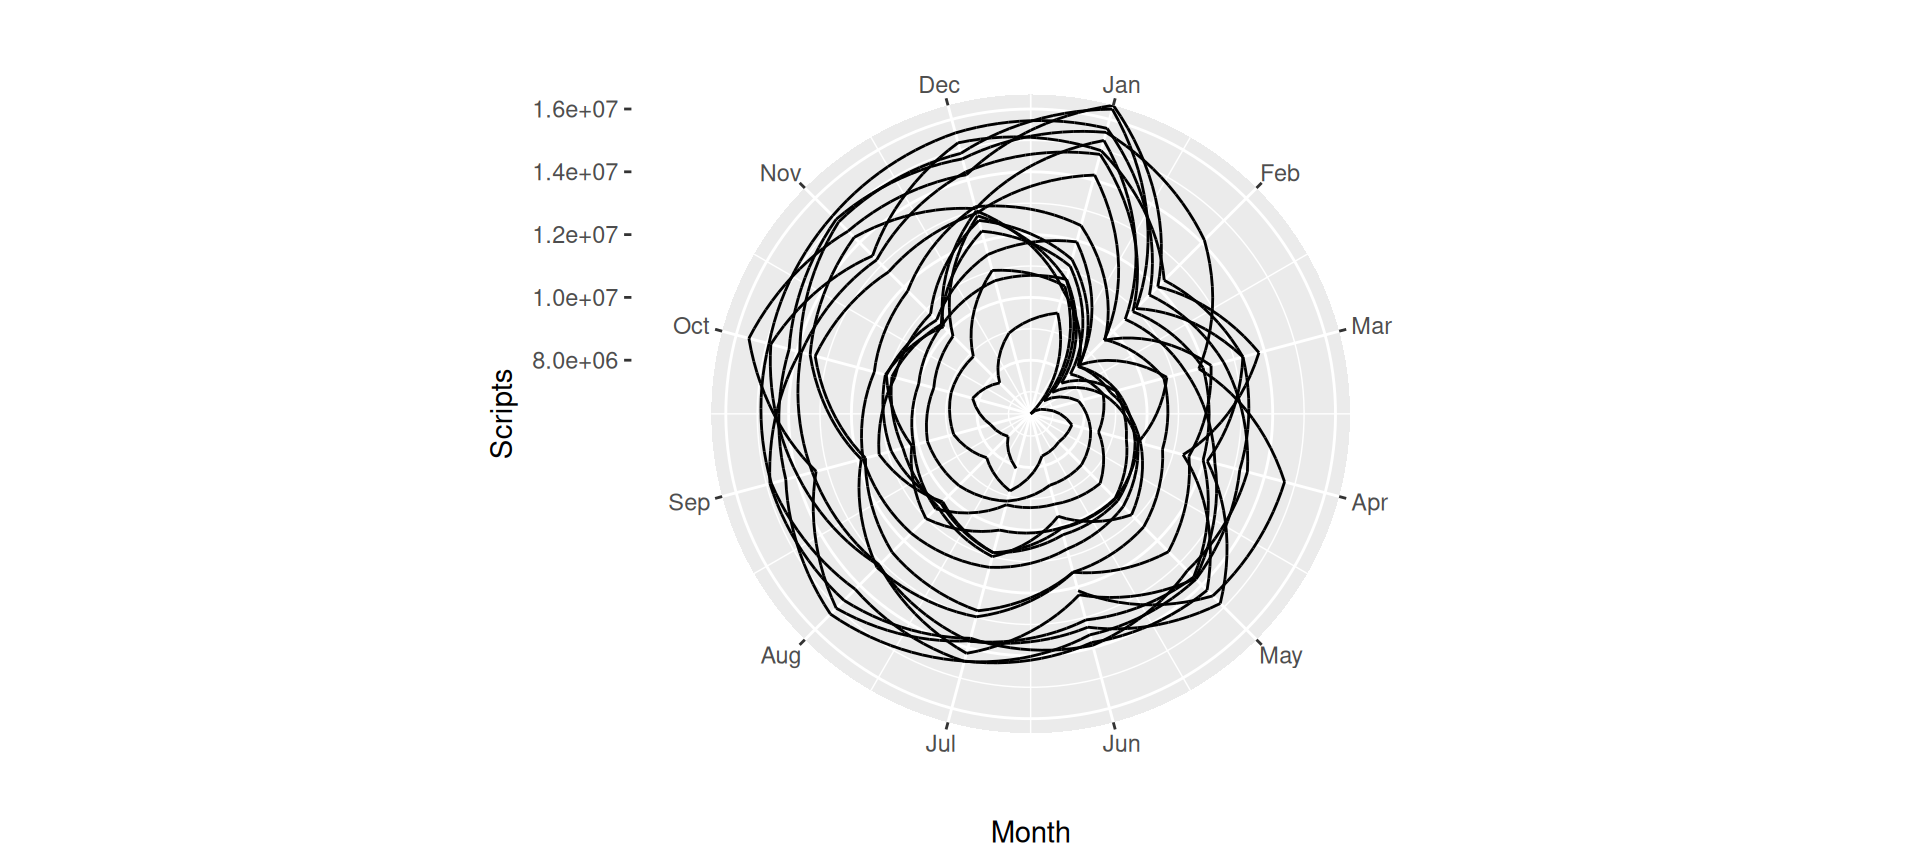 Dec Jan
1.6e+07
Nov Feb
1.4e+07
1.2e+07
1.0e+07
Oct Mar
8.0e+06
Scripts
Sep Apr
Aug May
Jul Jun
Month